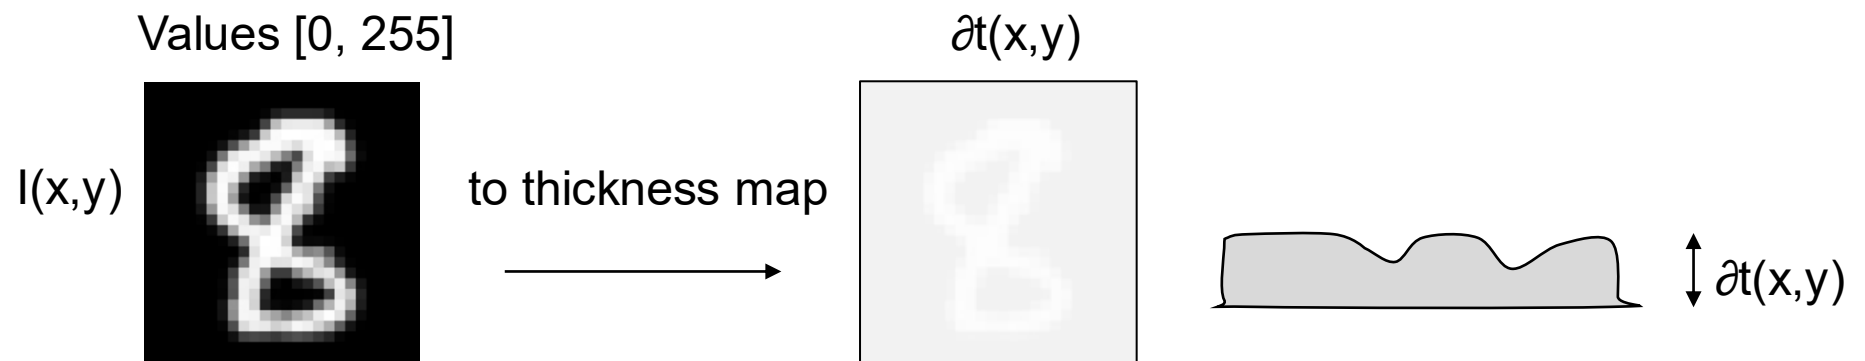 Values [0, 255]
∂t(x,y)
I(x,y)
to thickness map
∂t(x,y)